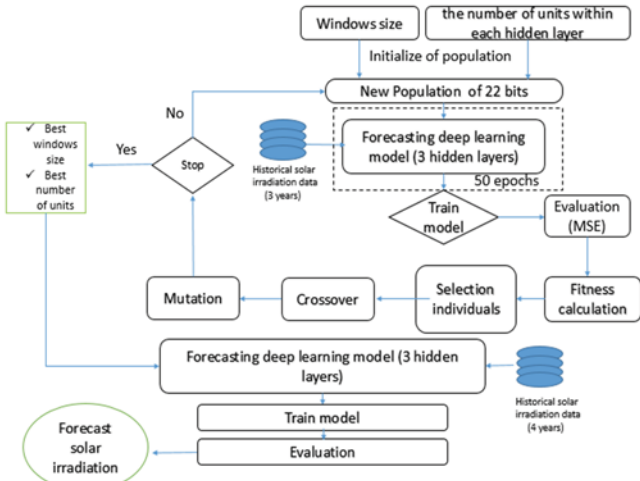 Windows size
the number of units within
each hidden layer
Initialize of population
New Population of 22 bits
No
Yes
Stop
✓ Best
windows
size
✓ Best
number
of units
Historical solar
irradiation data
(3 years)
Forecasting deep learning
model (3 hidden layers)
50 epochs
Train
model
Evaluation
(MSE)
Fitness
calculation
Selection
individuals
Crossover
Mutation
Forecasting deep learning model (3 hidden
layers)
Historical solar
irradiation data
(4 years)
Train model
Evaluation
Forecast
solar
irradiation